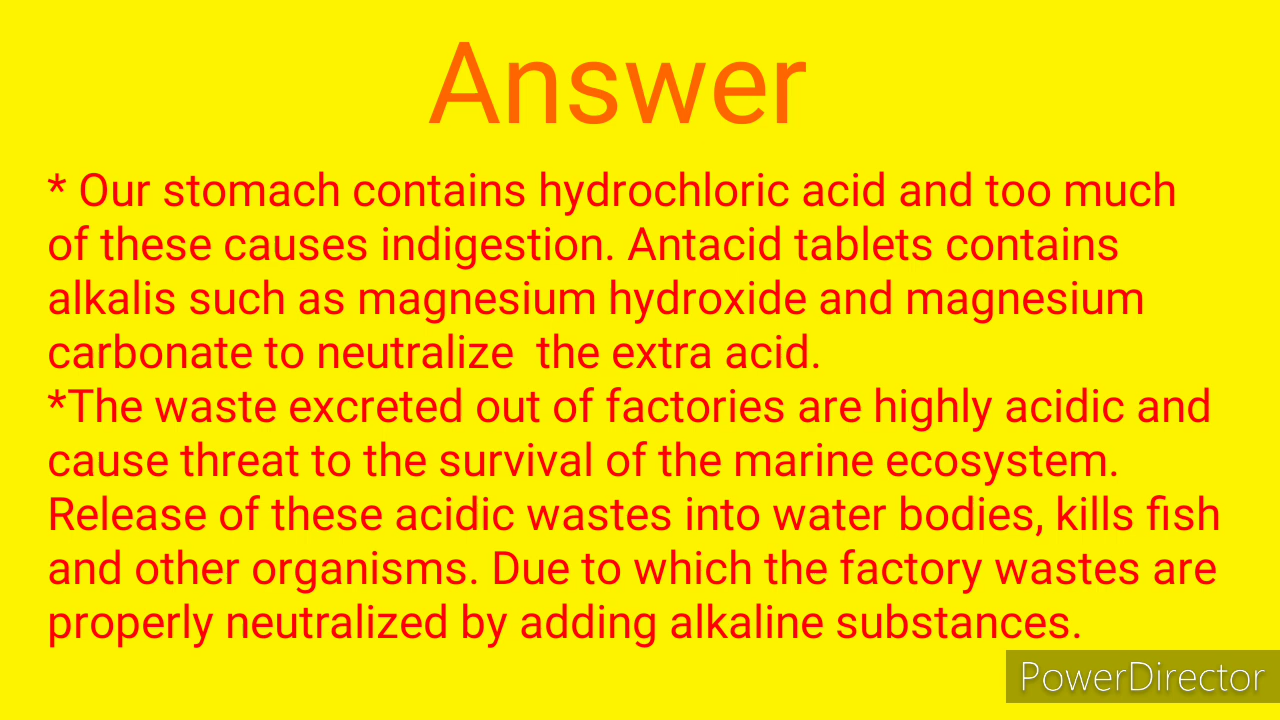 Answer
* Our stomach contains hydrochloric acid and too much
of these causes indigestion. Antacid tablets contains
alkalis such as magnesium hydroxide and magnesium
carbonate to neutralize  the extra acid.
*The waste excreted out of factories are highly acidic and
cause threat to the survival of the marine ecosystem.
Release of these acidic wastes into water bodies, kills fish
and other organisms. Due to which the factory wastes are
properly neutralized by adding alkaline substances.
PowerDirector